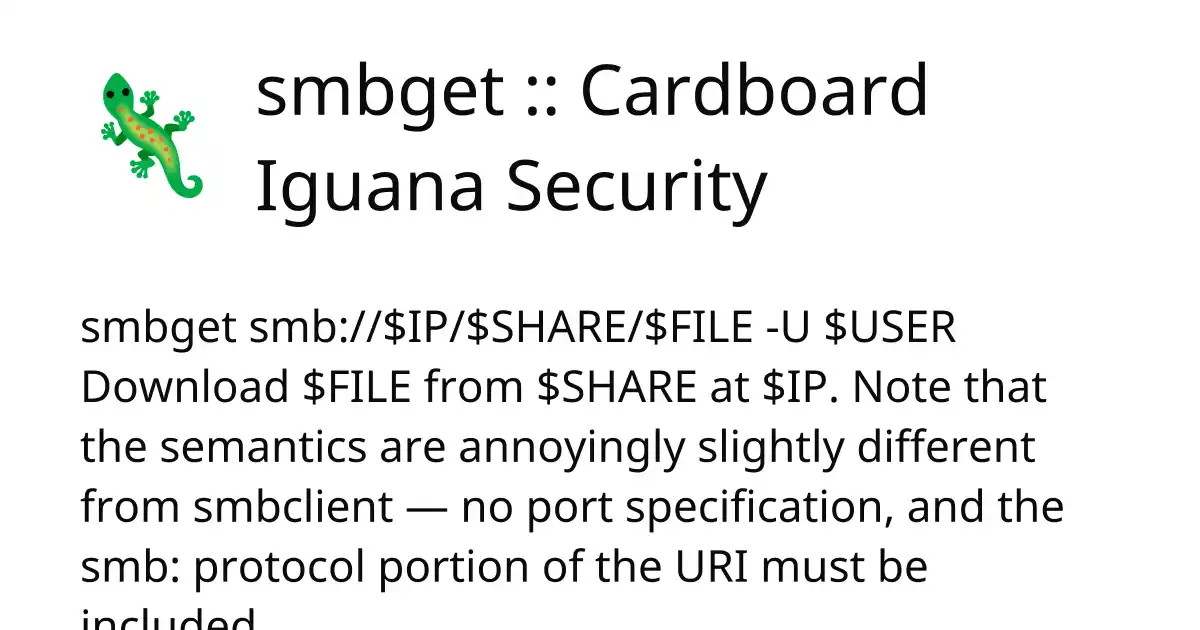 smbget :: Cardboard
Iguana Security
smbget smb://$IP/$SHARE/$FILE -U $USER
Download $FILE from $SHARE at $IP. Note that
the semantics are annoyingly slightly different
from smbclient — no port specification, and the
smb: protocol portion of the URI must be
included